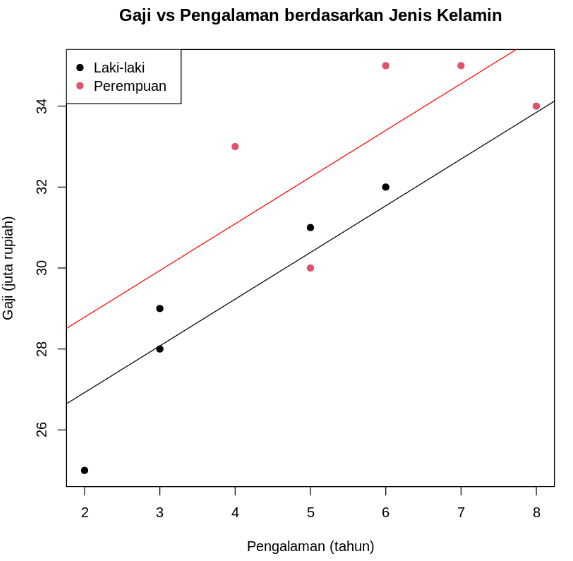 Gaji vs Pengalaman berdasarkan Jenis Kelamin
Laki-laki
Perempuan
Gaji (juta rupiah)
34
32
30
28
26
2 3 4 5 6 7 8
Pengalaman (tahun)